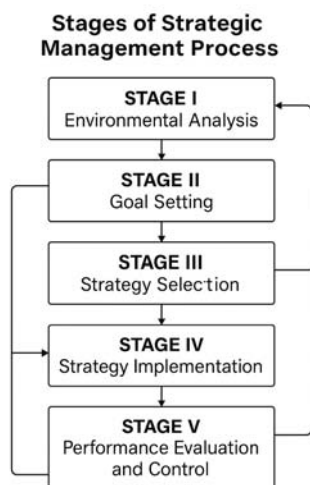 Stages of Strategic
Management Process
STAGE I
Environmental Analysis
STAGE II
Goal Setting
STAGE III
Strategy Selection
STAGE IV
Strategy Implementation
STAGE V
Performance Evaluation
and Control